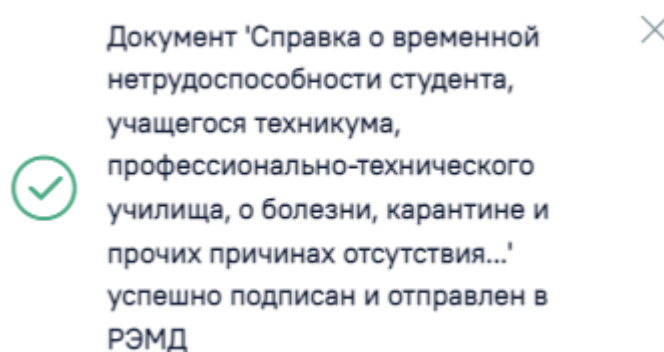 Документ 'Справка о временной
нетрудоспособности студента,
учащегося техникума,
профессионально-технического
училища, о болезни, карантине и
прочих причинах отсутствия...'
успешно подписан и отправлен в
РЭМД